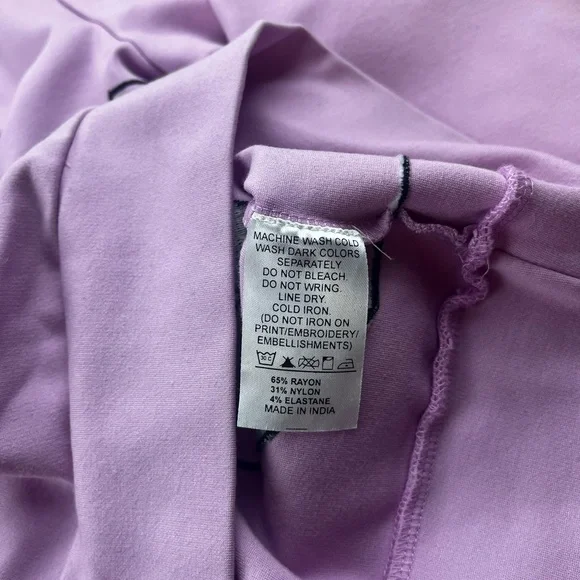 MACHINE WASH COLD
WASH DARK COLORS
SEPARATELY
DO NOT BLEACH.
DO NOT WRING.
LINE DRY.
COLD IRON.
(DO NOT IRON ON
PRINT/EMBROIDERY/
EMBELLISHMENTS)
30 C
65% RAYON
31% NYLON
4% ELASTANE
MADE IN INDIA